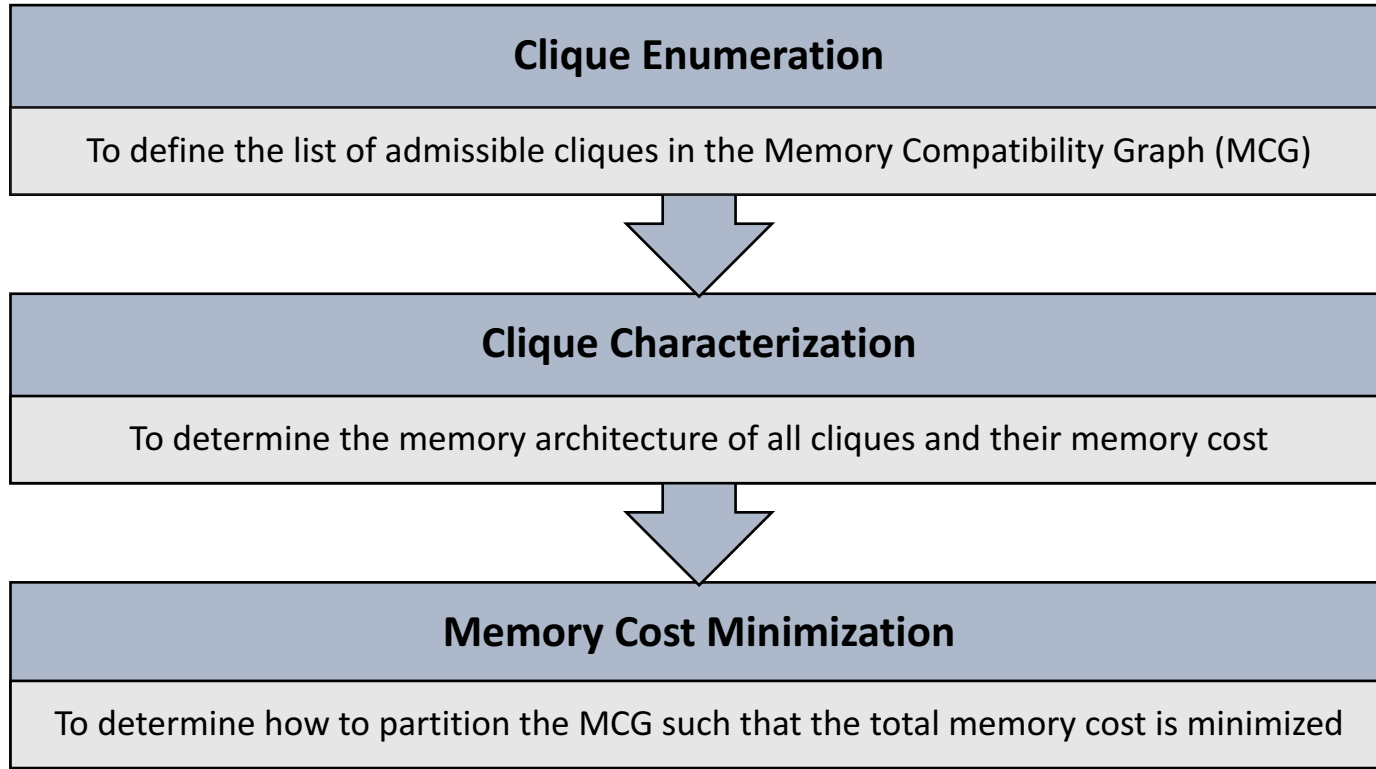 Clique Enumeration
To define the list of admissible cliques in the Memory Compatibility Graph (MCG)
Clique Characterization
To determine the memory architecture of all cliques and their memory cost
Memory Cost Minimization
To determine how to partition the MCG such that the total memory cost is minimized